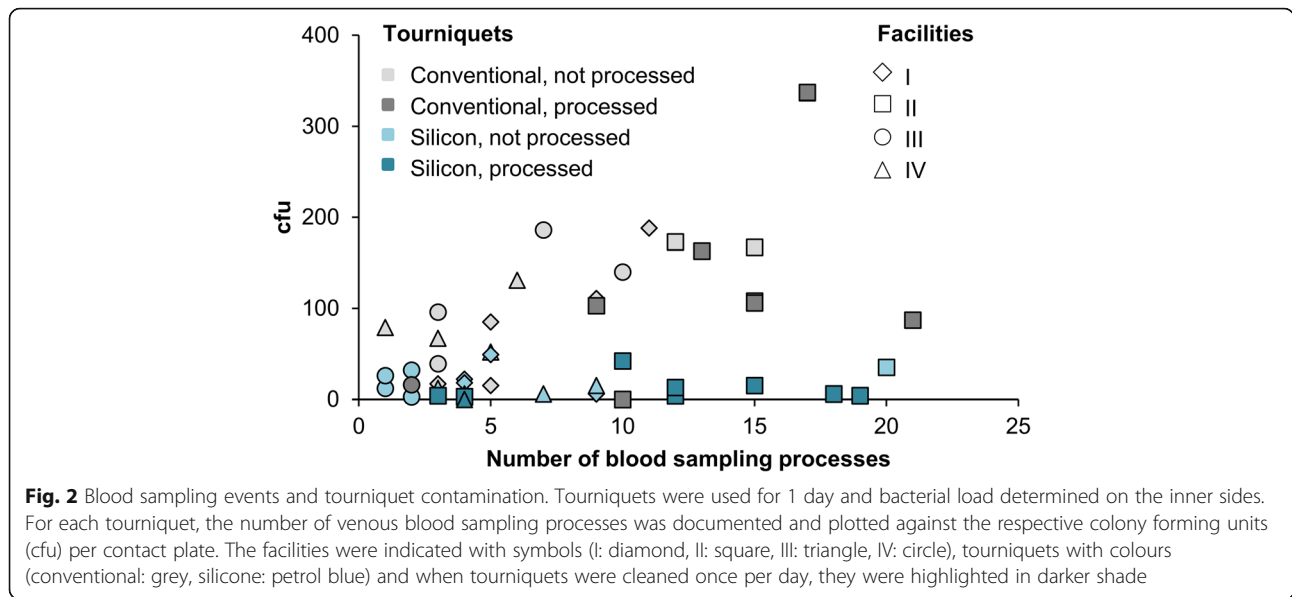 400
300
200
100
0
cfu
Tourniquets
Conventional, not processed
Conventional, processed
Silicon, not processed
Silicon, processed
Facilities
I
II
III
IV
0 5 10 15 20 25
Number of blood sampling processes
Fig. 2 Blood sampling events and tourniquet contamination. Tourniquets were used for 1 day and bacterial load determined on the inner sides.
For each tourniquet, the number of venous blood sampling processes was documented and plotted against the respective colony forming units
(cfu) per contact plate. The facilities were indicated with symbols (I: diamond, II: square, III: triangle, IV: circle), tourniquets with colours
(conventional: grey, silicone: petrol blue) and when tourniquets were cleaned once per day, they were highlighted in darker shade